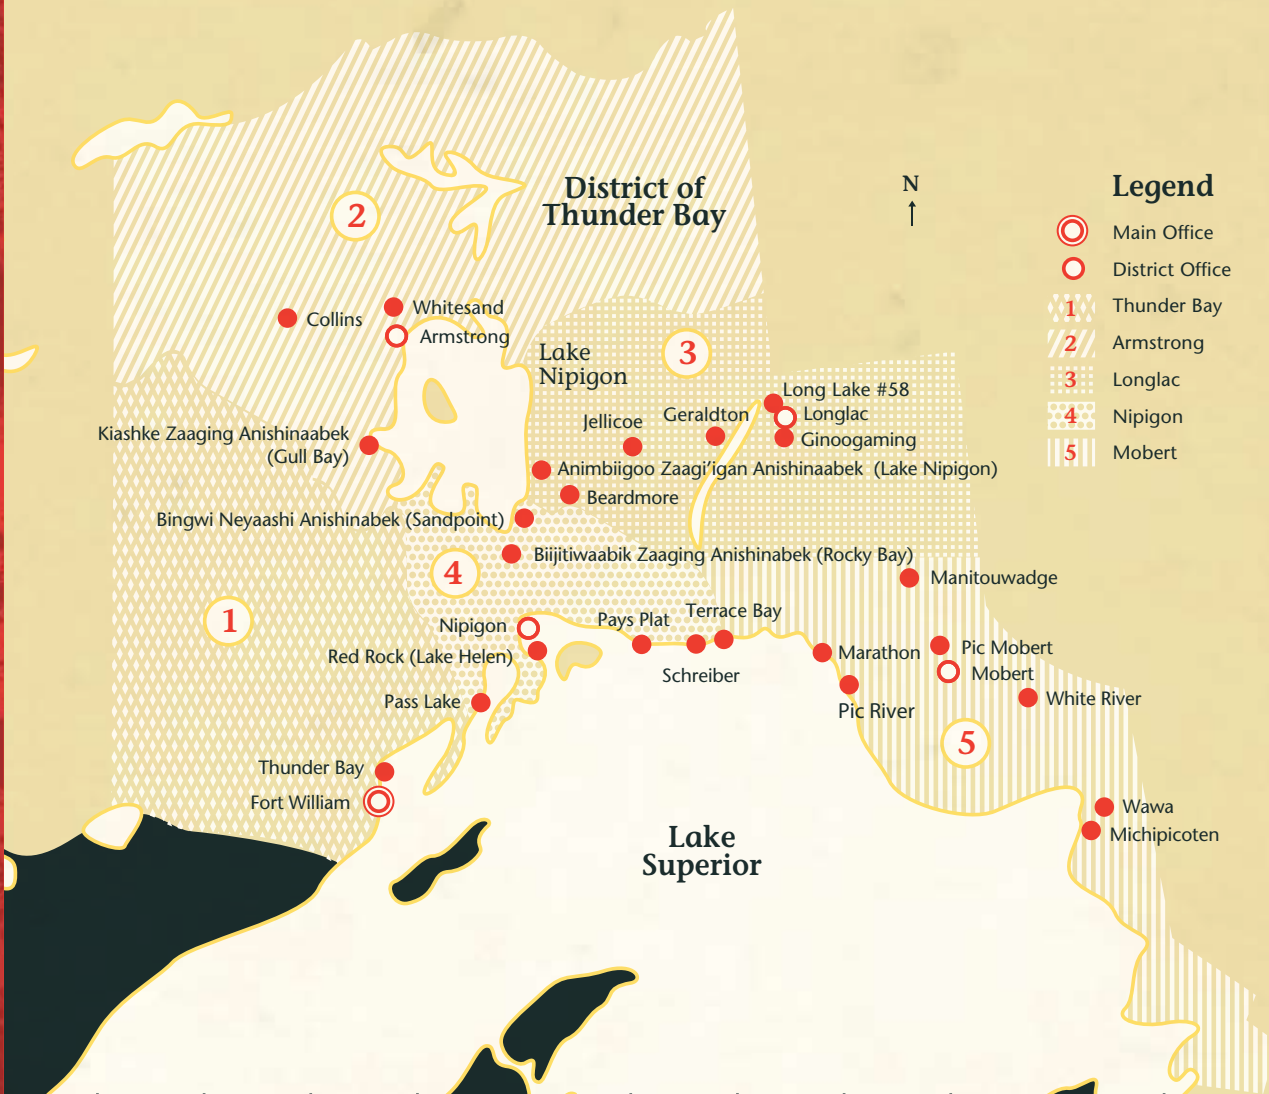 District of
Thunder Bay
N
Legend
Main Office
District Office
1 Thunder Bay
2 Armstrong
3 Longlac
4 Nipigon
5 Mobert
2
Whitesand
Collins
Armstrong
Lake
Nipigon
3
Long Lake #58
Jellicoe
Geraldton
Longlac
Kiashke Zaaging Anishinaabek
(Gull Bay)
Ginoogaming
Animbiigoo Zaagi'igan Anishinaabek (Lake Nipigon)
Beardmore
Bingwi Neyaashi Anishinabek (Sandpoint)
Biijitiwaabik Zaaging Anishinabek (Rocky Bay)
4
Manitouwadge
1
Nipigon
Pays Plat
Terrace Bay
Red Rock (Lake Helen)
Schreiber
Marathon
Pic Mobert
Mobert
Pass Lake
Pic River
White River
5
Thunder Bay
Fort William
Wawa
Michipicoten
Lake
Superior